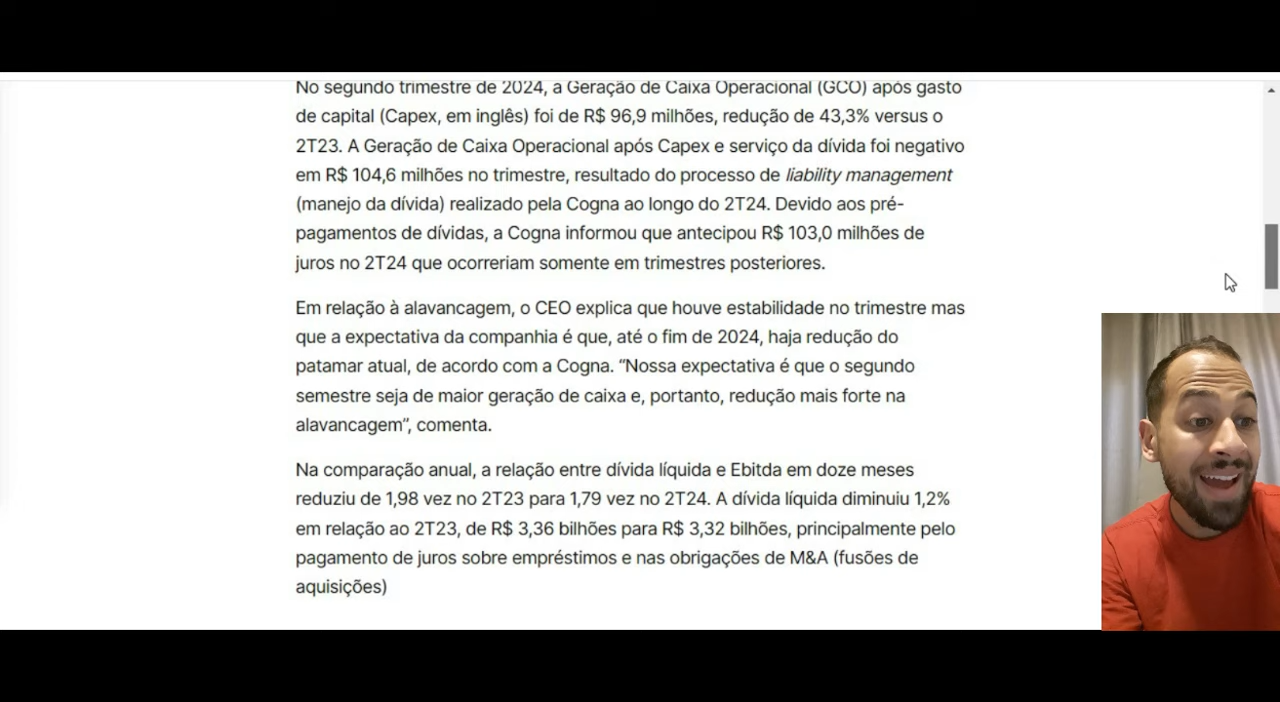 No segundo trimestre de 2024, a Geração de Caixa Operacional (GCO) após gasto
de capital (Capex, em inglês) foi de R$ 96,9 milhões, redução de 43,3% versus o
2T23. A Geração de Caixa Operacional após Capex e serviço da dívida foi negativo
em R$ 104,6 milhões no trimestre, resultado do processo de liability management
(manejo da dívida) realizado pela Cogna ao longo do 2T24. Devido aos pré-
pagamentos de dívidas, a Cogna informou que antecipou R$ 103,0 milhões de
juros no 2T24 que ocorreriam somente em trimestres posteriores.
Em relação à alavancagem, o CEO explica que houve estabilidade no trimestre mas
que a expectativa da companhia é que, até o fim de 2024, haja redução do
patamar atual, de acordo com a Cogna. “Nossa expectativa é que o segundo
semestre seja de maior geração de caixa e, portanto, redução mais forte na
alavancagem”, comenta.
Na comparação anual, a relação entre dívida líquida e Ebitda em doze meses
reduziu de 1,98 vez no 2T23 para 1,79 vez no 2T24. A dívida líquida diminuiu 1,2%
em relação ao 2T23, de R$ 3,36 bilhões para R$ 3,32 bilhões, principalmente pelo
pagamento de juros sobre empréstimos e nas obrigações de M&A (fusões de
aquisições)